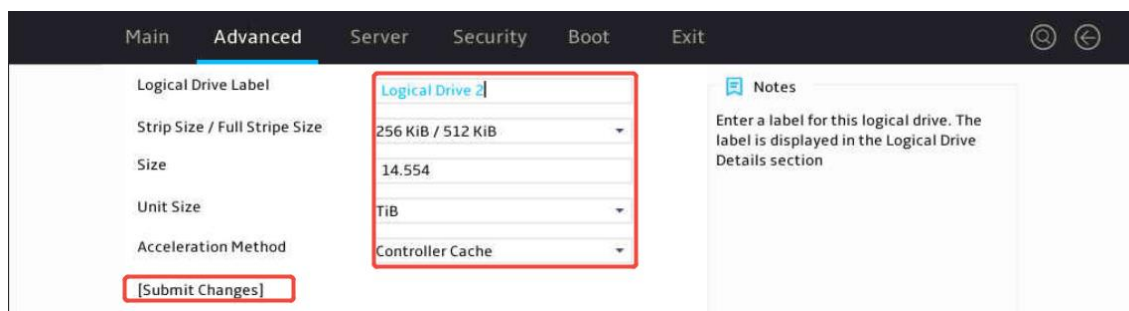 Main Advanced Server Security Boot Exit
Logical Drive Label Logical Drive 2
Strip Size / Full Stripe Size 256 KiB / 512 KiB
Size 14.554
Unit Size TiB
Acceleration Method Controller Cache
[Submit Changes]
Notes
Enter a label for this logical drive. The
label is displayed in the Logical Drive
Details section